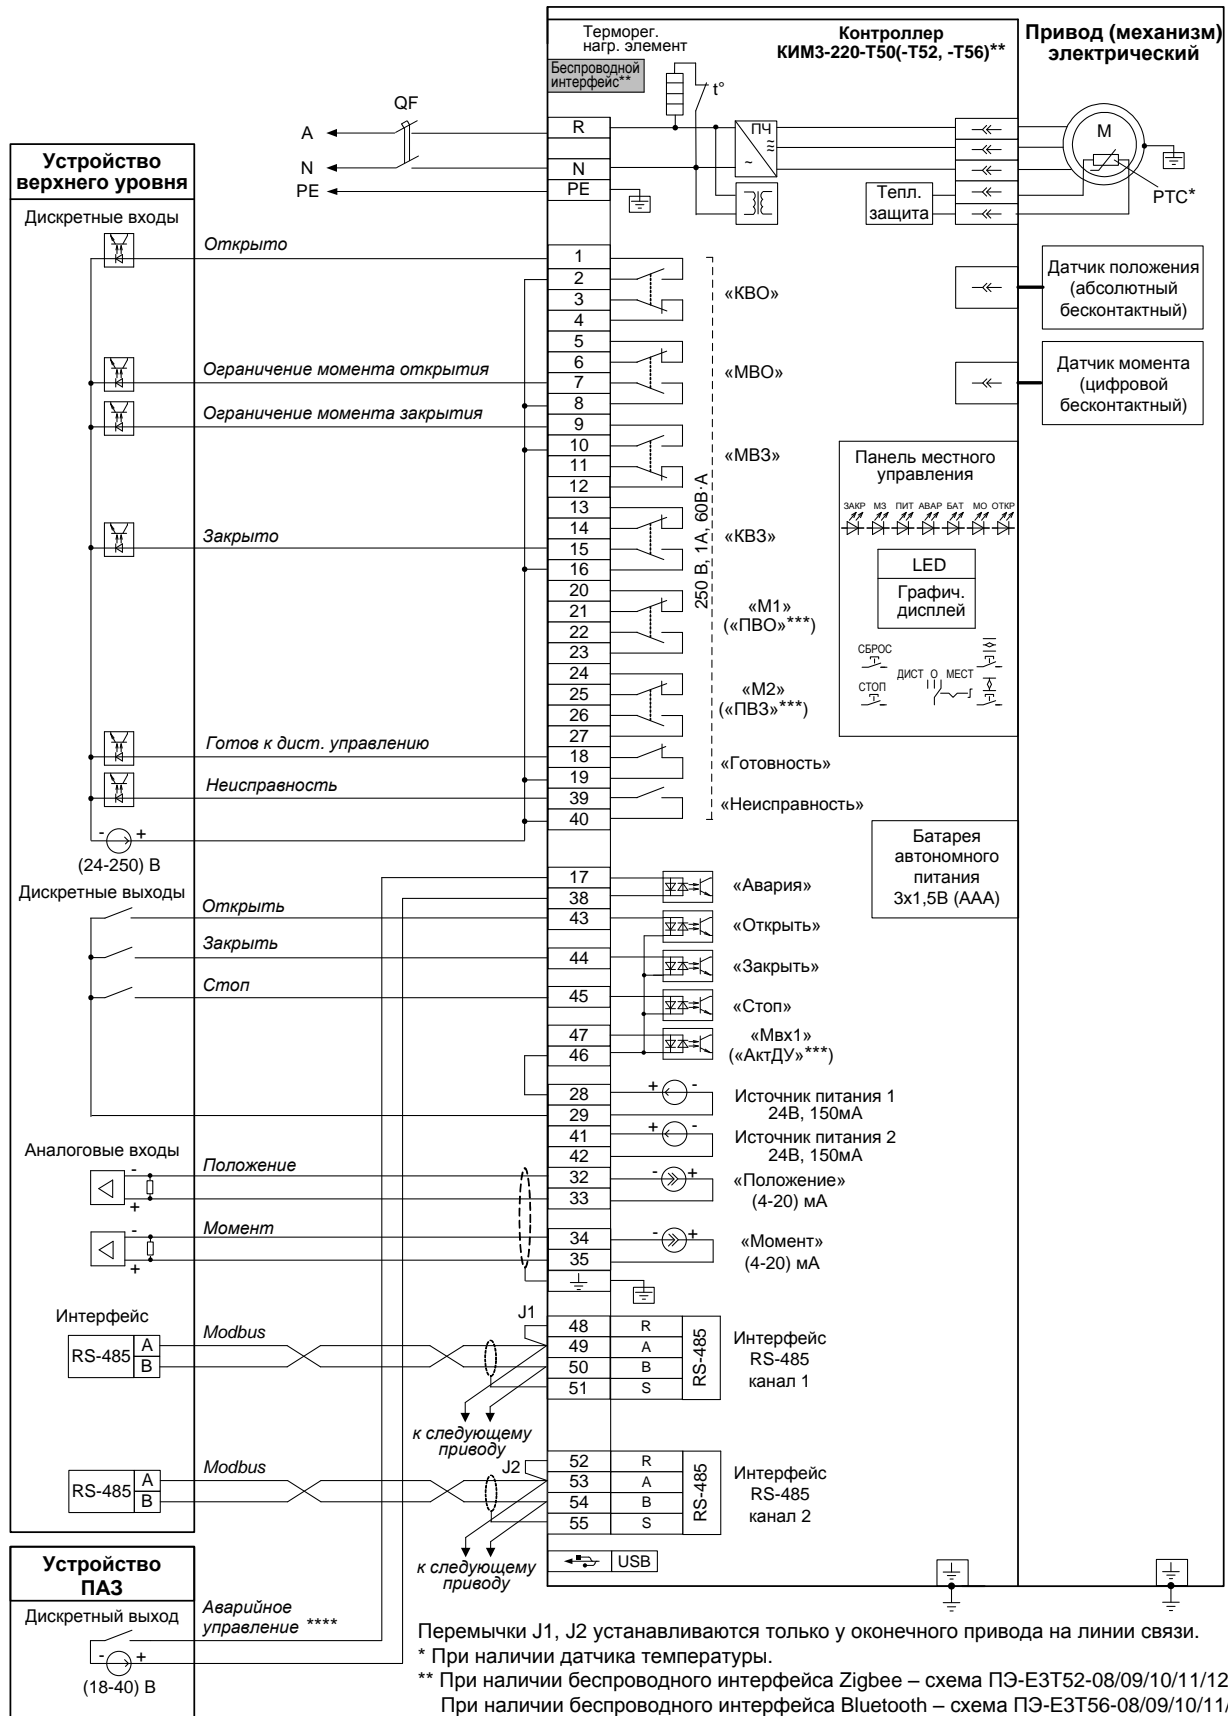 Терморег.
нагр. элемент
Беспроводной
интерфейс**
Контроллер
КИМ3-220-Т50(-Т52, -Т56)**
Привод (механизм)
электрический
t°
QF
A
N
PE
R
N
PE
ПЧ
≈
~
Тепл.
защита
M
PTC*
Устройство
верхнего уровня
Дискретные входы
Открыто
Ограничение момента открытия
Ограничение момента закрытия
Закрыто
Готов к дист. управлению
Неисправность
- +
(24-250) В
1
2
3
4
5
6
7
8
9
10
11
12
13
14
15
16
20
21
22
23
24
25
26
27
18
19
39
40
«КВО»
«МВО»
«МВЗ»
«КВЗ»
«М1»
(«ПВО»***)
«М2»
(«ПВЗ»***)
«Готовность»
«Неисправность»
250 В, 1А, 60В·А
Датчик положения
(абсолютный
бесконтактный)
Датчик момента
(цифровой
бесконтактный)
Панель местного
управления
ЗАКР МЗ ПИТ АВАР БАТ МО ОТКР
LED
Графич.
дисплей
СБРОС
СТОП
ДИСТ О МЕСТ
Батарея
автономного
питания
3х1,5В (ААА)
Дискретные выходы
Открыть
Закрыть
Стоп
17
38
43
44
45
47
46
28
29
41
42
32
33
34
35
«Авария»
«Открыть»
«Закрыть»
«Стоп»
«Мвх1»
(«АктДУ»***)
+ -
Источник питания 1
24В, 150мА
+ -
Источник питания 2
24В, 150мА
- +
«Положение»
(4-20) мА
- +
«Момент»
(4-20) мА
Аналоговые входы
-
+
Положение
-
+
Момент
Интерфейс
RS-485
A
B
Modbus
J1
48 R
49 A
50 B
51 S
RS-485
Интерфейс
RS-485
канал 1
к следующему
приводу
RS-485
A
B
Modbus
J2
52 R
53 A
54 B
55 S
RS-485
Интерфейс
RS-485
канал 2
к следующему
приводу
USB
Устройство
ПАЗ
Дискретный выход
- +
(18-40) В
Аварийное
управление ****
Перемычки J1, J2 устанавливаются только у оконечного привода на линии связи.
* При наличии датчика температуры.
** При наличии беспроводного интерфейса Zigbee – схема ПЭ-Е3Т52-08/09/10/11/12
При наличии беспроводного интерфейса Bluetooth – схема ПЭ-Е3Т56-08/09/10/11/